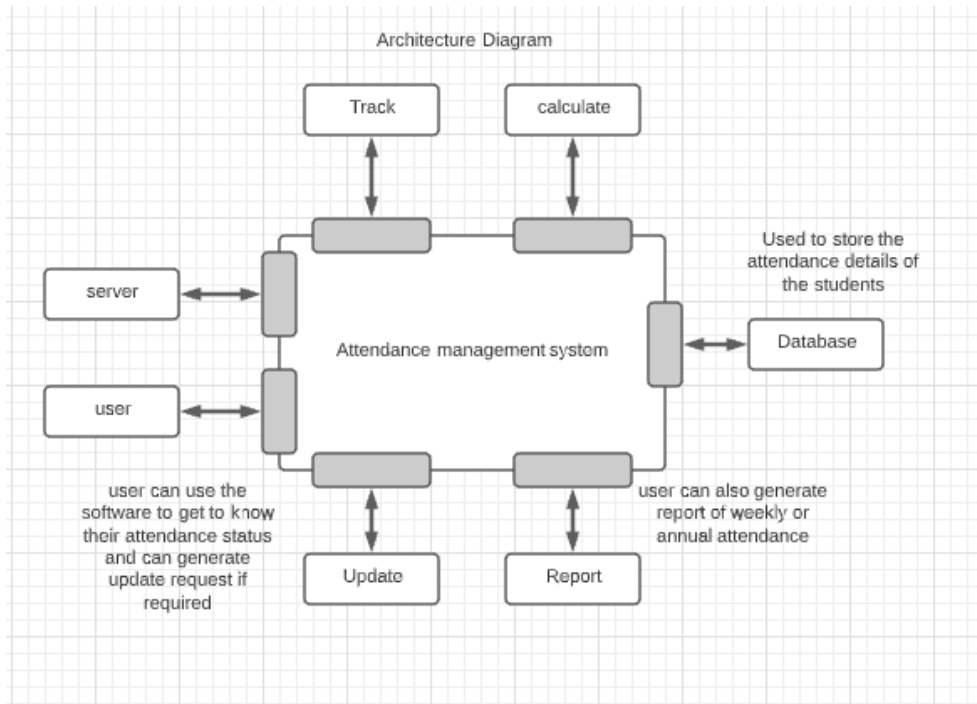 Architecture Diagram
Track
calculate
Used to store the
attendance details of
the students
server
Attendance management system
Database
user
user can use the
software to get to know
their attendance status
and can generate
update request if
required
user can also generate
report of weekly or
annual attendance
Update
Report